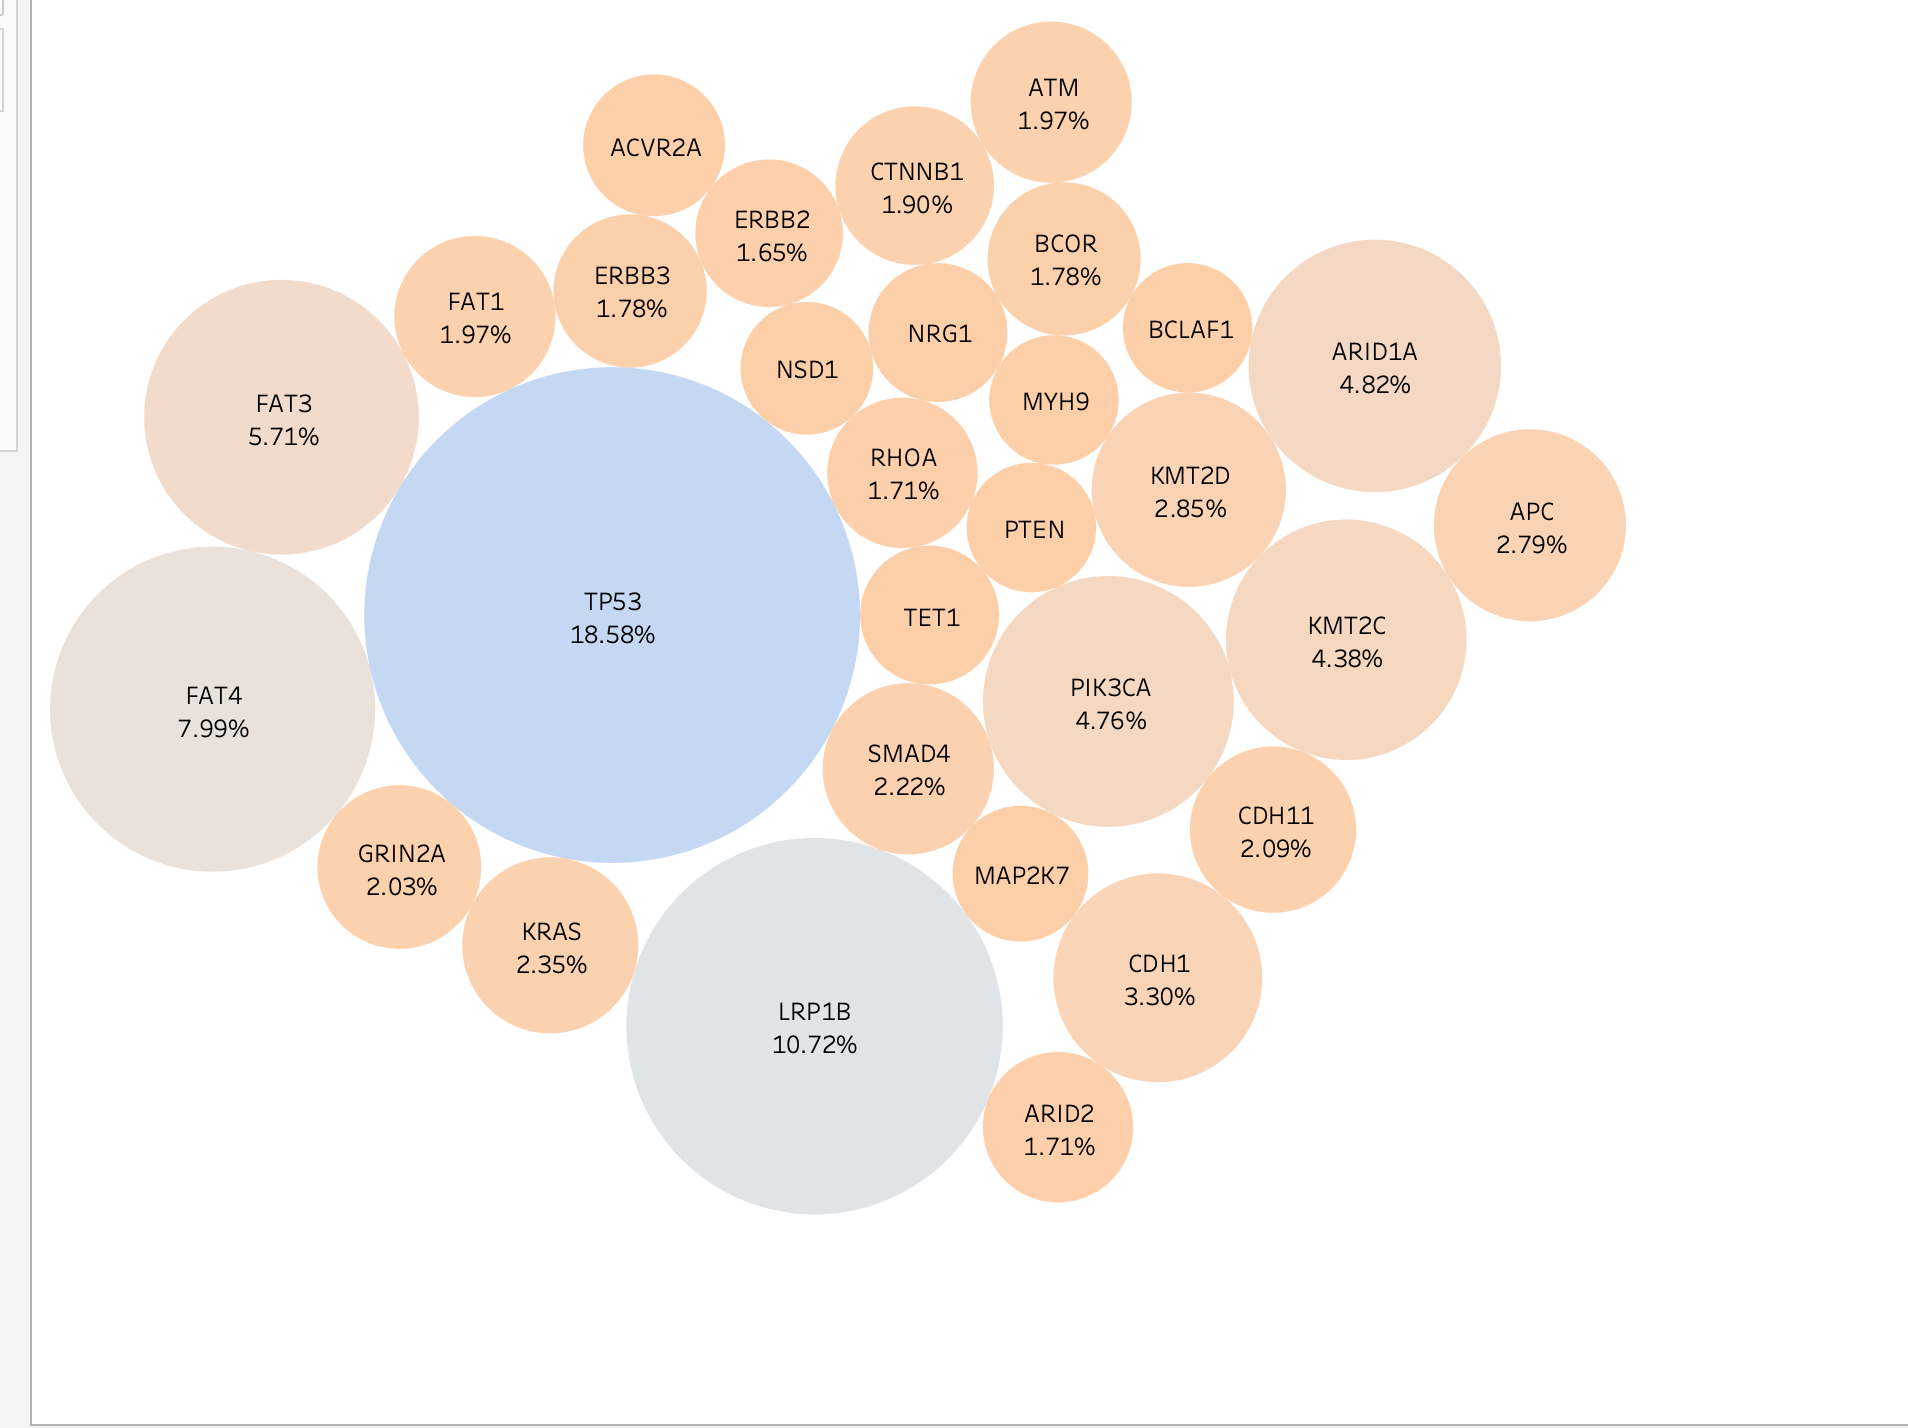 ATM
1.97%
ACVR2A
CTNNB1
1.90%
ERBB2
1.65%
BCOR
1.78%
ERBB3
1.78%
FAT1
1.97%
NRG1
BCLAF1
NSD1
ARID1A
4.82%
MYH9
FAT3
5.71%
RHOA
1.71%
KMT2D
2.85%
PTEN
APC
2.79%
TP53
18.58%
TET1
KMT2C
4.38%
FAT4
7.99%
PIK3CA
4.76%
SMAD4
2.22%
CDH11
2.09%
GRIN2A
2.03%
MAP2K7
KRAS
2.35%
CDH1
3.30%
LRP1B
10.72%
ARID2
1.71%